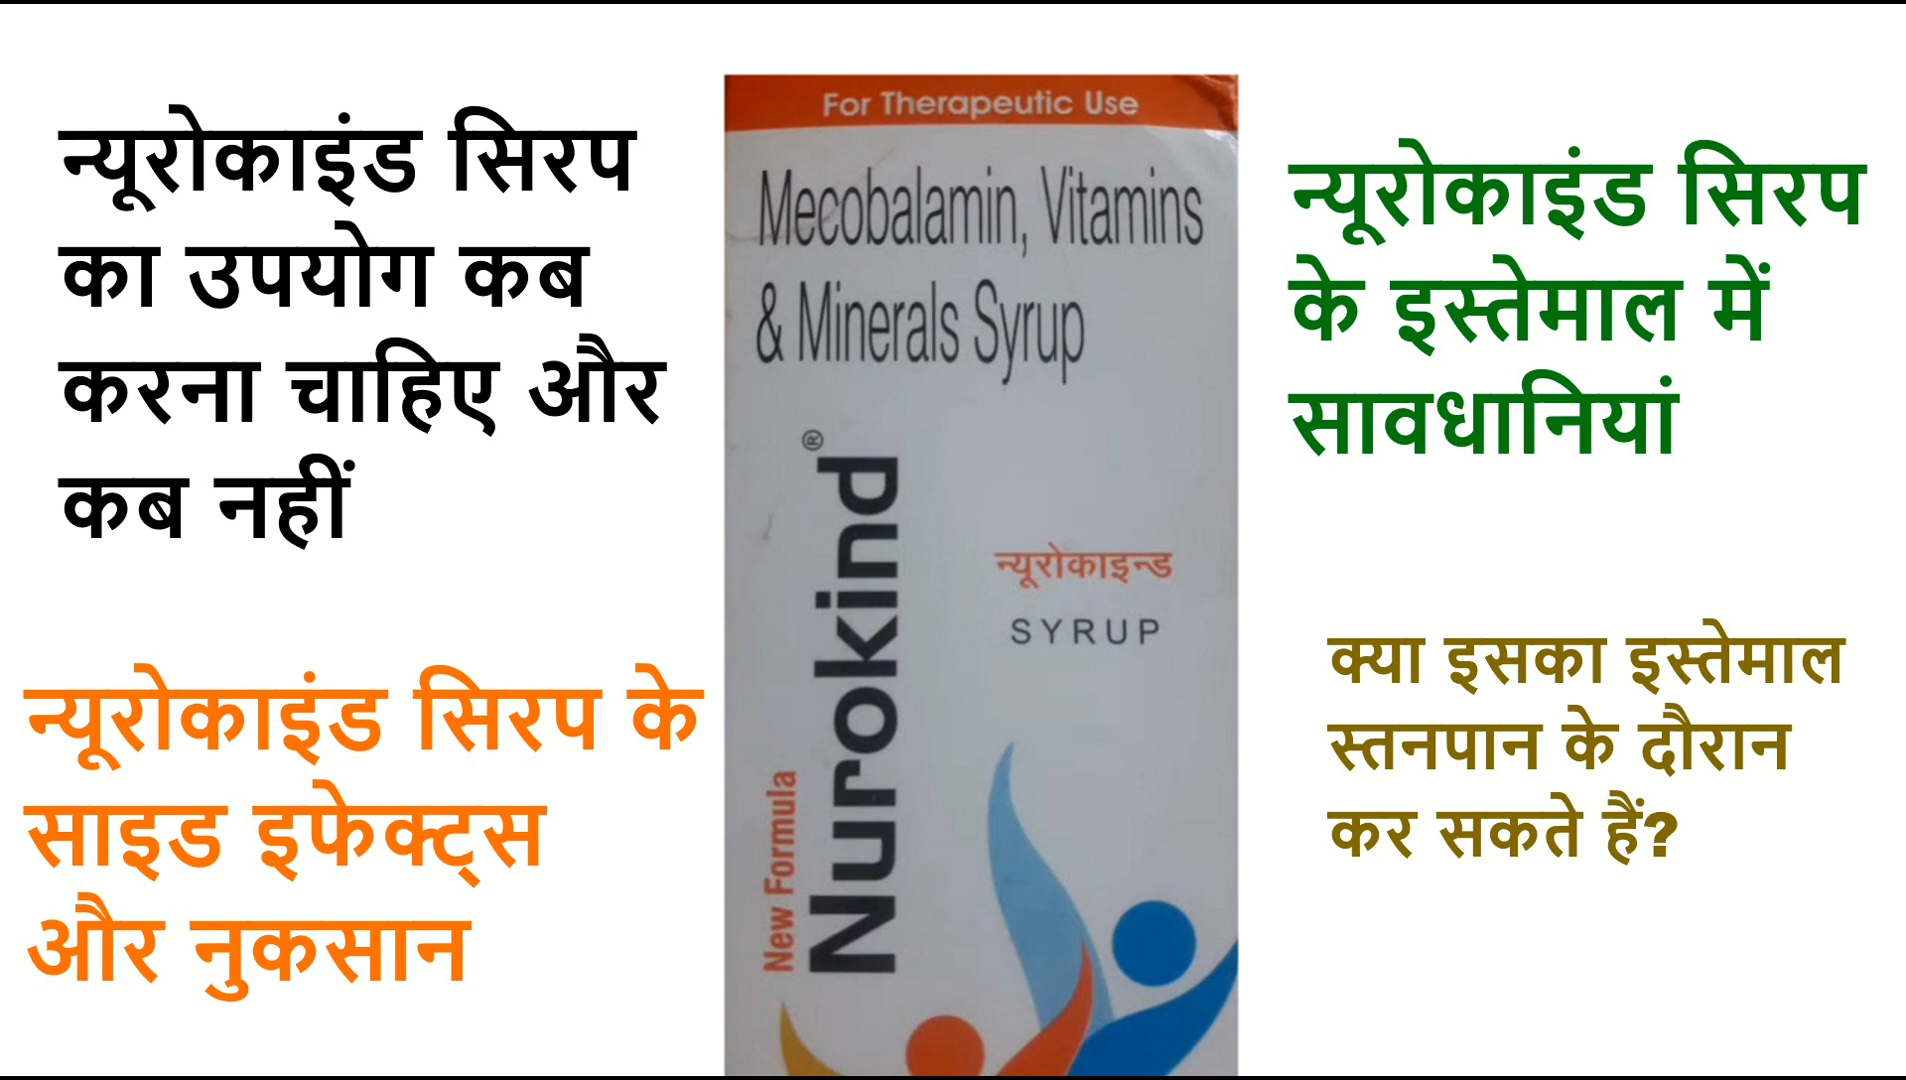 न्यूरोकाइंड सिरप
का उपयोग कब
करना चाहिए और
कब नहीं
न्यूरोकाइंड सिरप के
साइड इफेक्ट्स
और नुकसान
For Therapeutic Use
Mecobalamin, Vitamins
& Minerals Syrup
New Formula
Nurokind®
न्यूरोकाइन्ड
SYRUP
न्यूरोकाइंड सिरप
के इस्तेमाल में
सावधानियां
क्या इसका इस्तेमाल
स्तनपान के दौरान
कर सकते हैं?